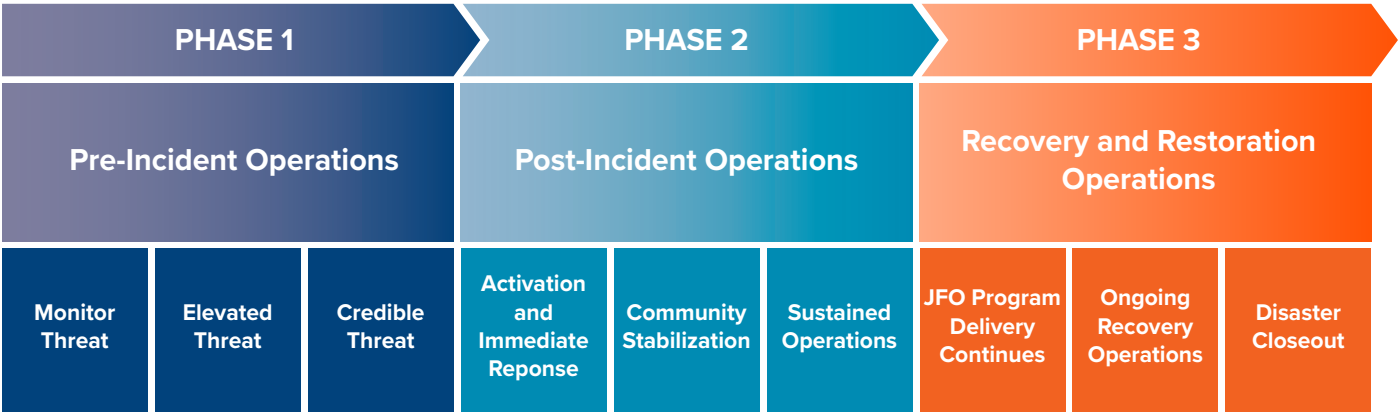 PHASE 1
PHASE 2
PHASE 3
Pre-Incident Operations
Post-Incident Operations
Recovery and Restoration
Operations
Monitor
Threat
Elevated
Threat
Credible
Threat
Activation
and
Immediate
Reponse
Community
Stabilization
Sustained
Operations
JFO Program
Delivery
Continues
Ongoing
Recovery
Operations
Disaster
Closeout